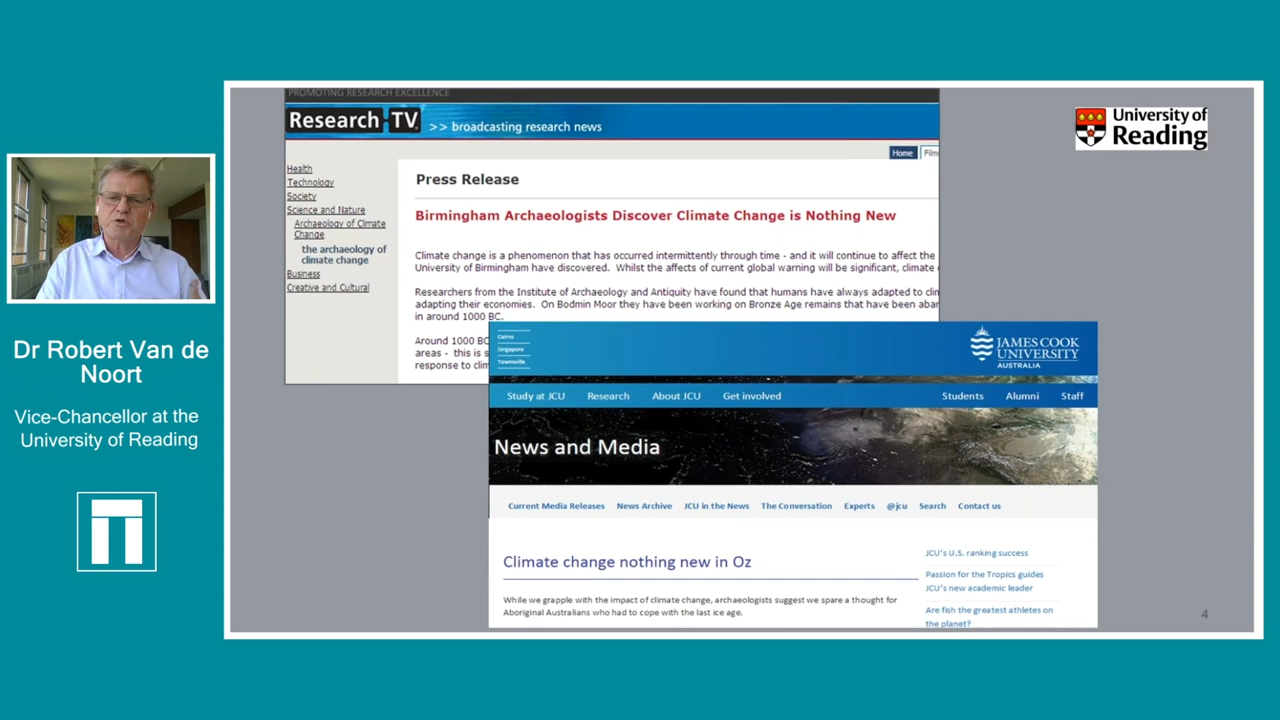 Dr Robert Van de
Noort
Vice-Chancellor at the
University of Reading
PROMOTING RESEARCH EXCELLENCE
Research-TV
>> broadcasting research news
Home
Films
Health
Technology
Society
Science and Nature
Archaeology of Climate
Change
the archaeology of
climate change
Business
Creative and Cultural
Press Release
Birmingham Archaeologists Discover Climate Change is Nothing New
Climate change is a phenomenon that has occurred intermittently through time - and it will continue to affect the
University of Birmingham have discovered. Whilst the affects of current global warning will be significant, climate
Researchers from the Institute of Archaeology and Antiquity have found that humans have always adapted to clim
adapting their economies. On Bodmin Moor they have been working on Bronze Age remains that have been aban
in around 1000 BC.
Around 1000 BC
areas - this is s
response to clim
University of
Reading
Cairns
Singapore
Townsville
JAMES COOK
UNIVERSITY
AUSTRALIA
Study at JCU Research About JCU Get involved Students Alumni Staff
News and Media
Current Media Releases News Archive JCU in the News The Conversation Experts @jcu Search Contact us
Climate change nothing new in Oz
While we grapple with the impact of climate change, archaeologists suggest we spare a thought for
Aboriginal Australians who had to cope with the last ice age.
JCU's U.S. ranking success
Passion for the Tropics guides
JCU's new academic leader
Are fish the greatest athletes on
the planet?
4